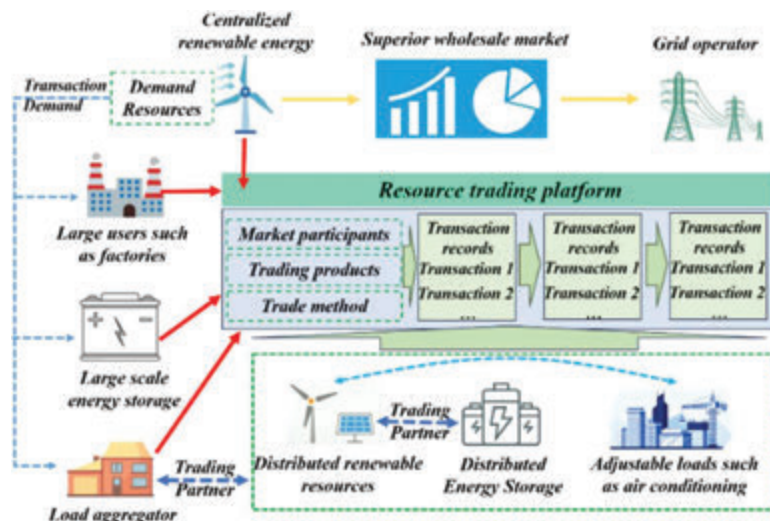 Centralized
renewable energy
Superior wholesale market
Grid operator
Transaction
Demand
Demand
Resources
Large users such
as factories
Resource trading platform
Market participants
Trading products
Trade method
Transaction
records
Transaction 1
Transaction 2
...
Transaction
records
Transaction 1
Transaction 2
...
Transaction
records
Transaction 1
Transaction 2
...
Large scale
energy storage
Trading
Partner
Distributed renewable
resources
Distributed
Energy Storage
Adjustable loads such
as air conditioning
Trading
Partner
Load aggregator